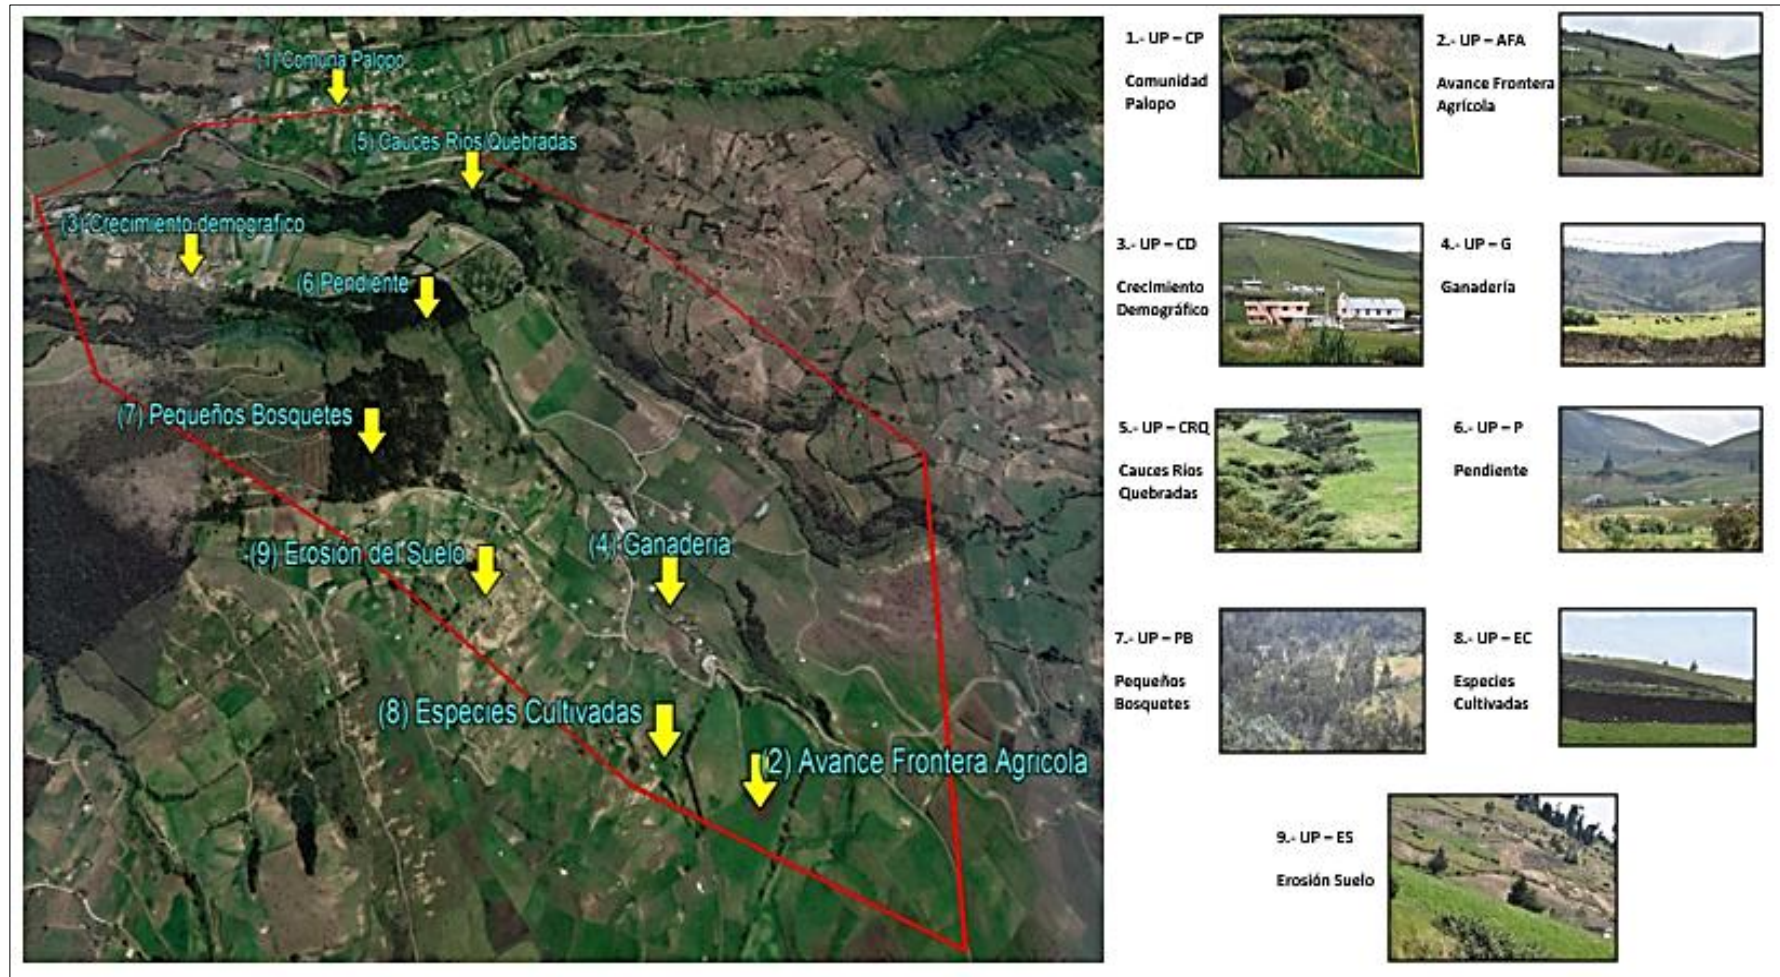 (1) Comuna Palopo
(5) Cauces Ríos Quebradas
(3) Crecimiento demografico
(6) Pendiente
(7) Pequeños Bosquetes
(9) Erosión del Suelo
(4) Ganaderia
(8) Especies Cultivadas
(2) Avance Frontera Agricola
1.- UP – CP
Comunidad
Palopo
2.- UP – AFA
Avance Frontera
Agrícola
3.- UP – CD
Crecimiento
Demográfico
4.- UP – G
Ganadería
5.- UP – CRQ
Cauces Ríos
Quebradas
6.- UP – P
Pendiente
7.- UP – PB
Pequeños
Bosquetes
8.- UP – EC
Especies
Cultivadas
9.- UP – ES
Erosión Suelo